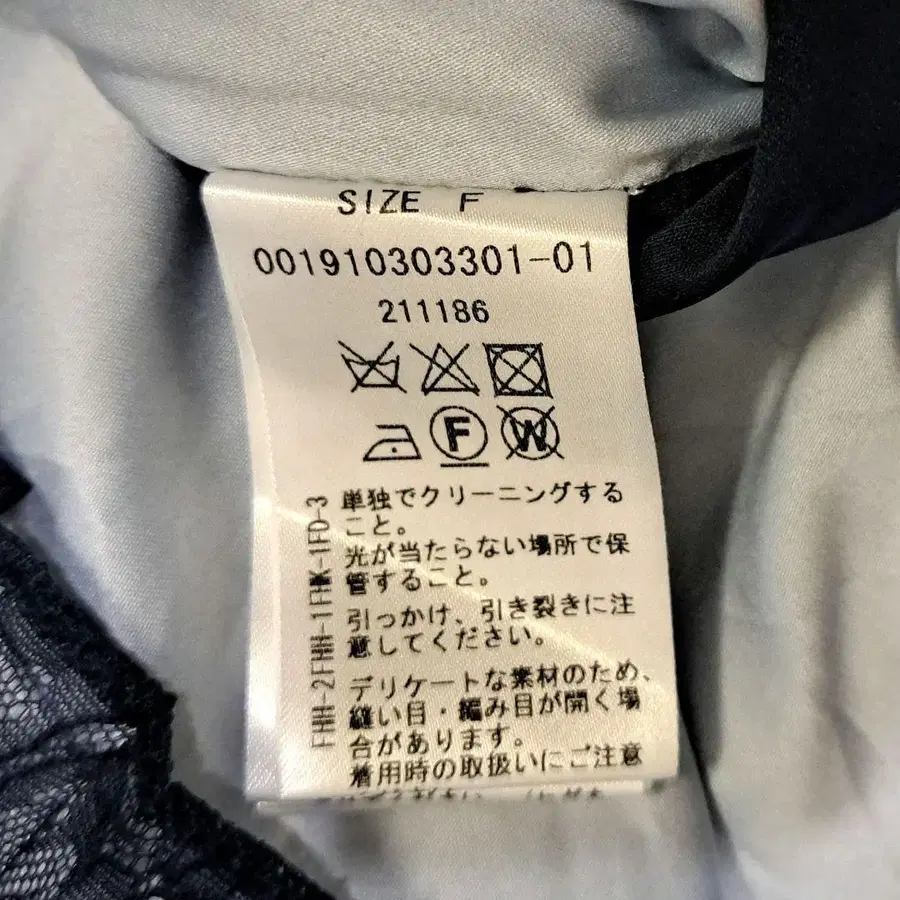 SIZE F
001910303301-01
211186
F
W
FHH-2FHH-1FHK-1FD-3
単独でクリーニングする
こと。
光が当たらない場所で保
管すること。
引っかけ、引き裂きに注
意してください。
デリケートな素材のため、
縫い目・編み目が開く場
合があります。
着用時の取扱いにご注意